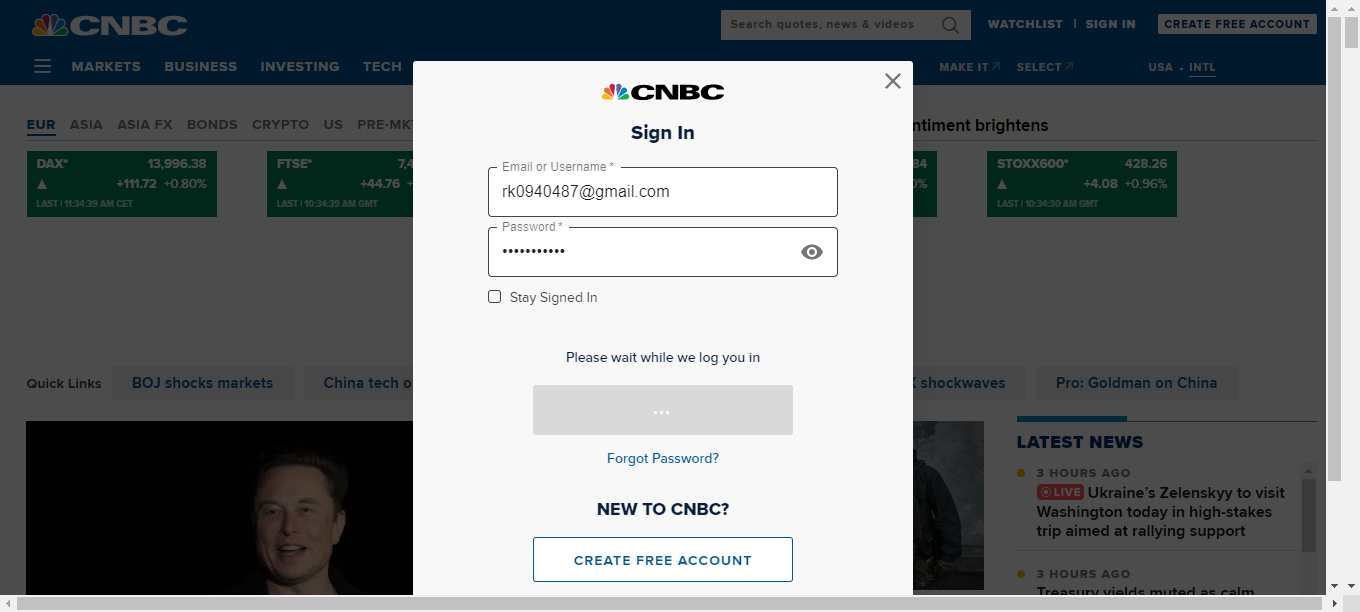 CNBC
Search quotes, news & videos
WATCHLIST | SIGN IN
CREATE FREE ACCOUNT
MARKETS BUSINESS INVESTING TECH
MAKE IT SELECT
USA • INTL
EUR ASIA ASIA FX BONDS CRYPTO US PRE-MK
ntiment brightens
DAX* 13,996.38
+111.72 +0.80%
LAST | 11:34:39 AM CET
FTSE* 7,4
+44.76 +
LAST | 10:34:39 AM GMT
84
0%
STOXX600* 428.26
+4.08 +0.96%
LAST | 10:34:30 AM GMT
CNBC
Sign In
Email or Username *
rk0940487@gmail.com
Password *
•••••••••••
Stay Signed In
Please wait while we log you in
...
Forgot Password?
NEW TO CNBC?
CREATE FREE ACCOUNT
Quick Links
BOJ shocks markets
China tech o
K shockwaves
Pro: Goldman on China
LATEST NEWS
3 HOURS AGO
LIVE Ukraine’s Zelenskyy to visit
Washington today in high-stakes
trip aimed at rallying support
3 HOURS AGO
Treasury yields muted as calm